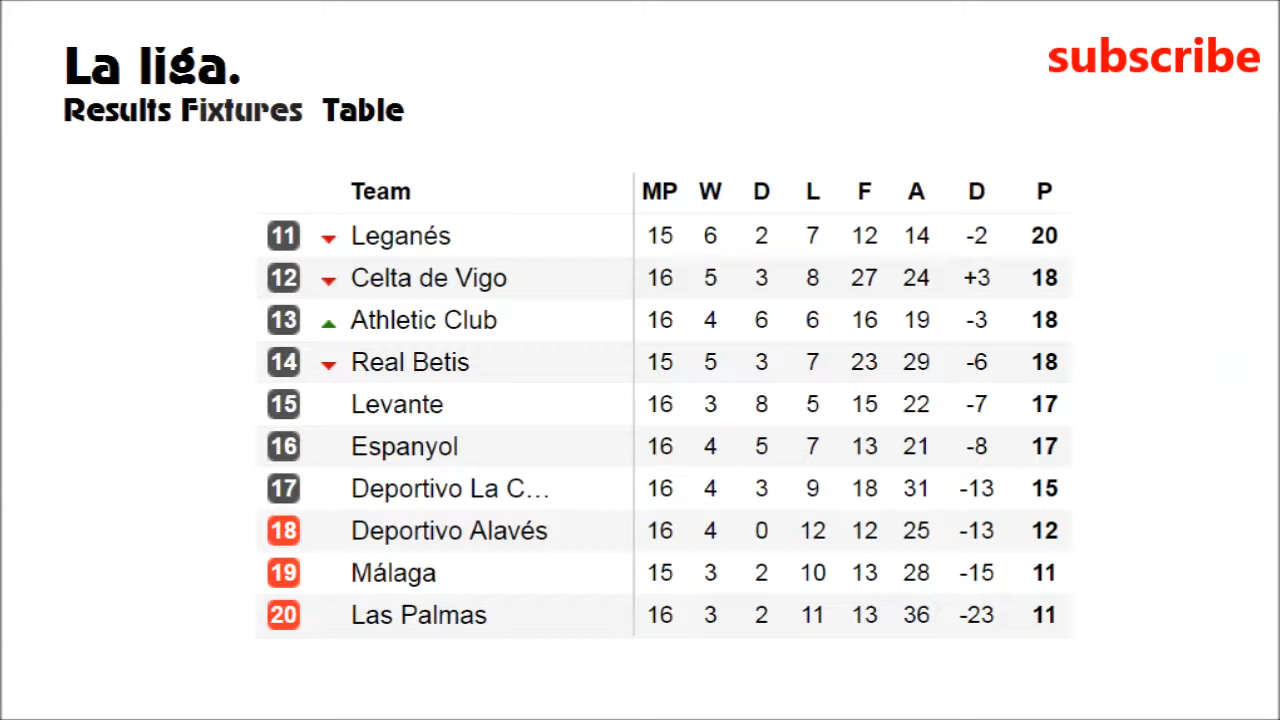 La liga.
subscribe
Results Fixtures Table
Team MP W D L F A D P
11 Leganés 15 6 2 7 12 14 -2 20
12 Celta de Vigo 16 5 3 8 27 24 +3 18
13 Athletic Club 16 4 6 6 16 19 -3 18
14 Real Betis 15 5 3 7 23 29 -6 18
15 Levante 16 3 8 5 15 22 -7 17
16 Espanyol 16 4 5 7 13 21 -8 17
17 Deportivo La C... 16 4 3 9 18 31 -13 15
18 Deportivo Alavés 16 4 0 12 12 25 -13 12
19 Málaga 15 3 2 10 13 28 -15 11
20 Las Palmas 16 3 2 11 13 36 -23 11